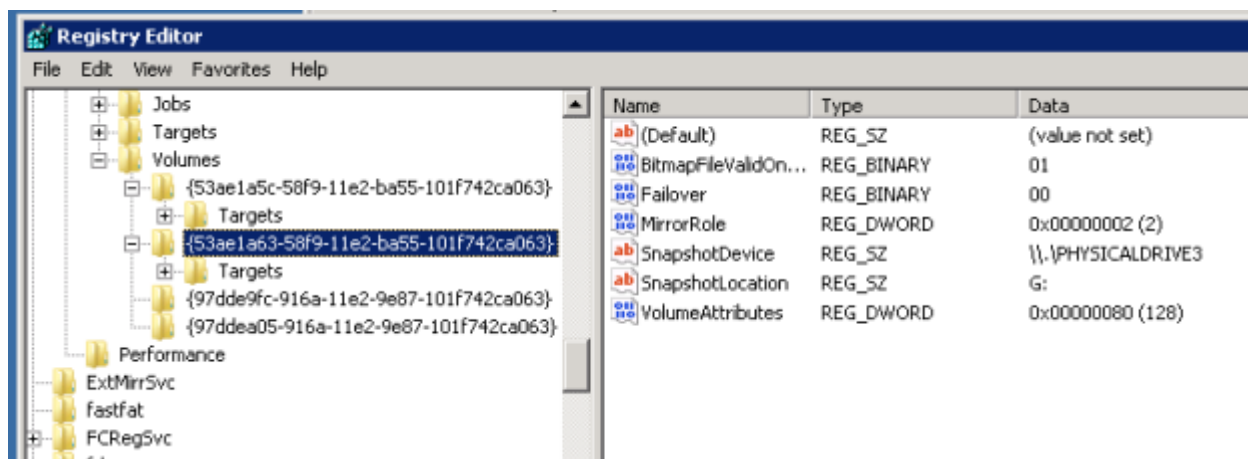 Registry Editor
File Edit View Favorites Help
Jobs
Targets
Volumes
{53ae1a5c-58f9-11e2-ba55-101f742ca063}
Targets
{53ae1a63-58f9-11e2-ba55-101f742ca063}
Targets
{97dde9fc-916a-11e2-9e87-101f742ca063}
{97ddea05-916a-11e2-9e87-101f742ca063}
Performance
ExtMirrSvc
fastfat
FCRegSvc
Name Type Data
(Default) REG_SZ (value not set)
BitmapFileValidOn... REG_BINARY 01
Failover REG_BINARY 00
MirrorRole REG_DWORD 0x00000002 (2)
SnapshotDevice REG_SZ \\.\PHYSICALDRIVE3
SnapshotLocation REG_SZ G:
VolumeAttributes REG_DWORD 0x00000080 (128)